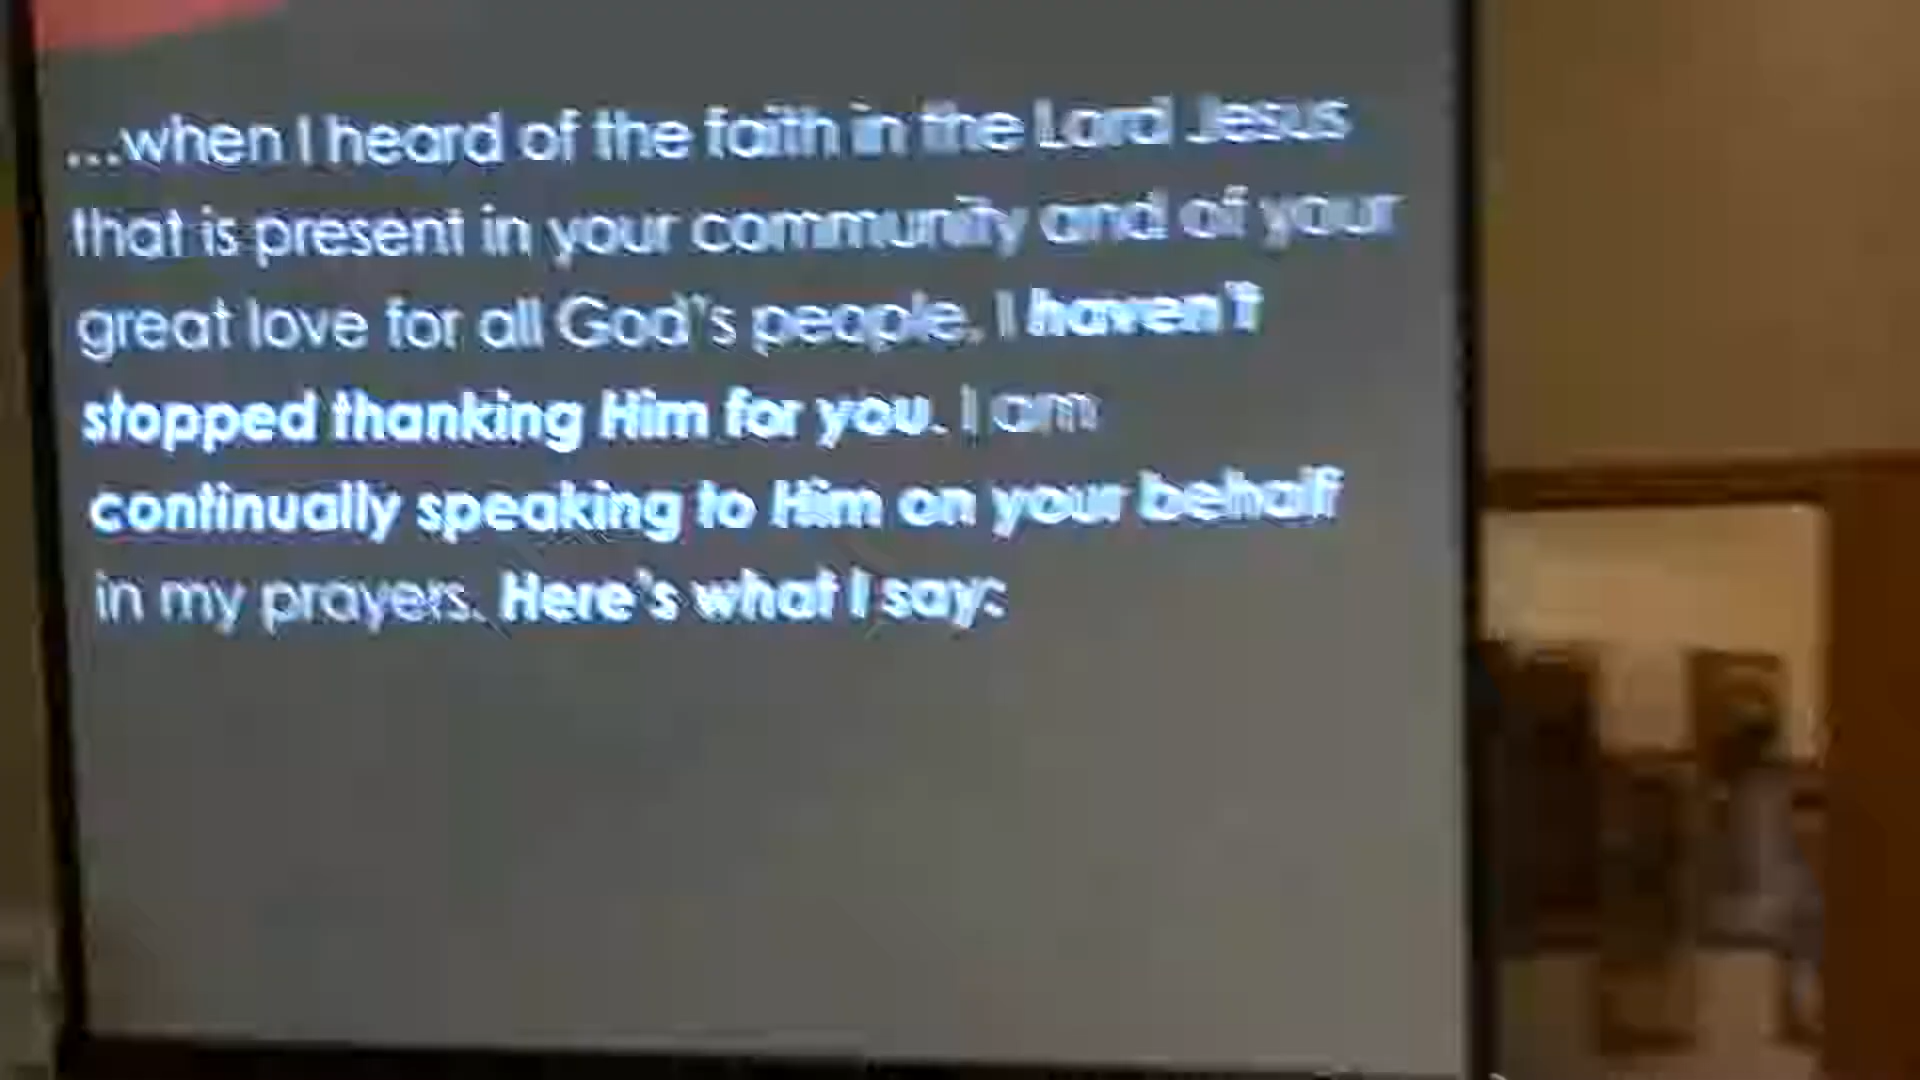 ...when I heard of the faith in the Lord Jesus
that is present in your community and of your
great love for all God's people, I haven't
stopped thanking Him for you. I am
continually speaking to Him on your behalf
in my prayers. Here's what I say: